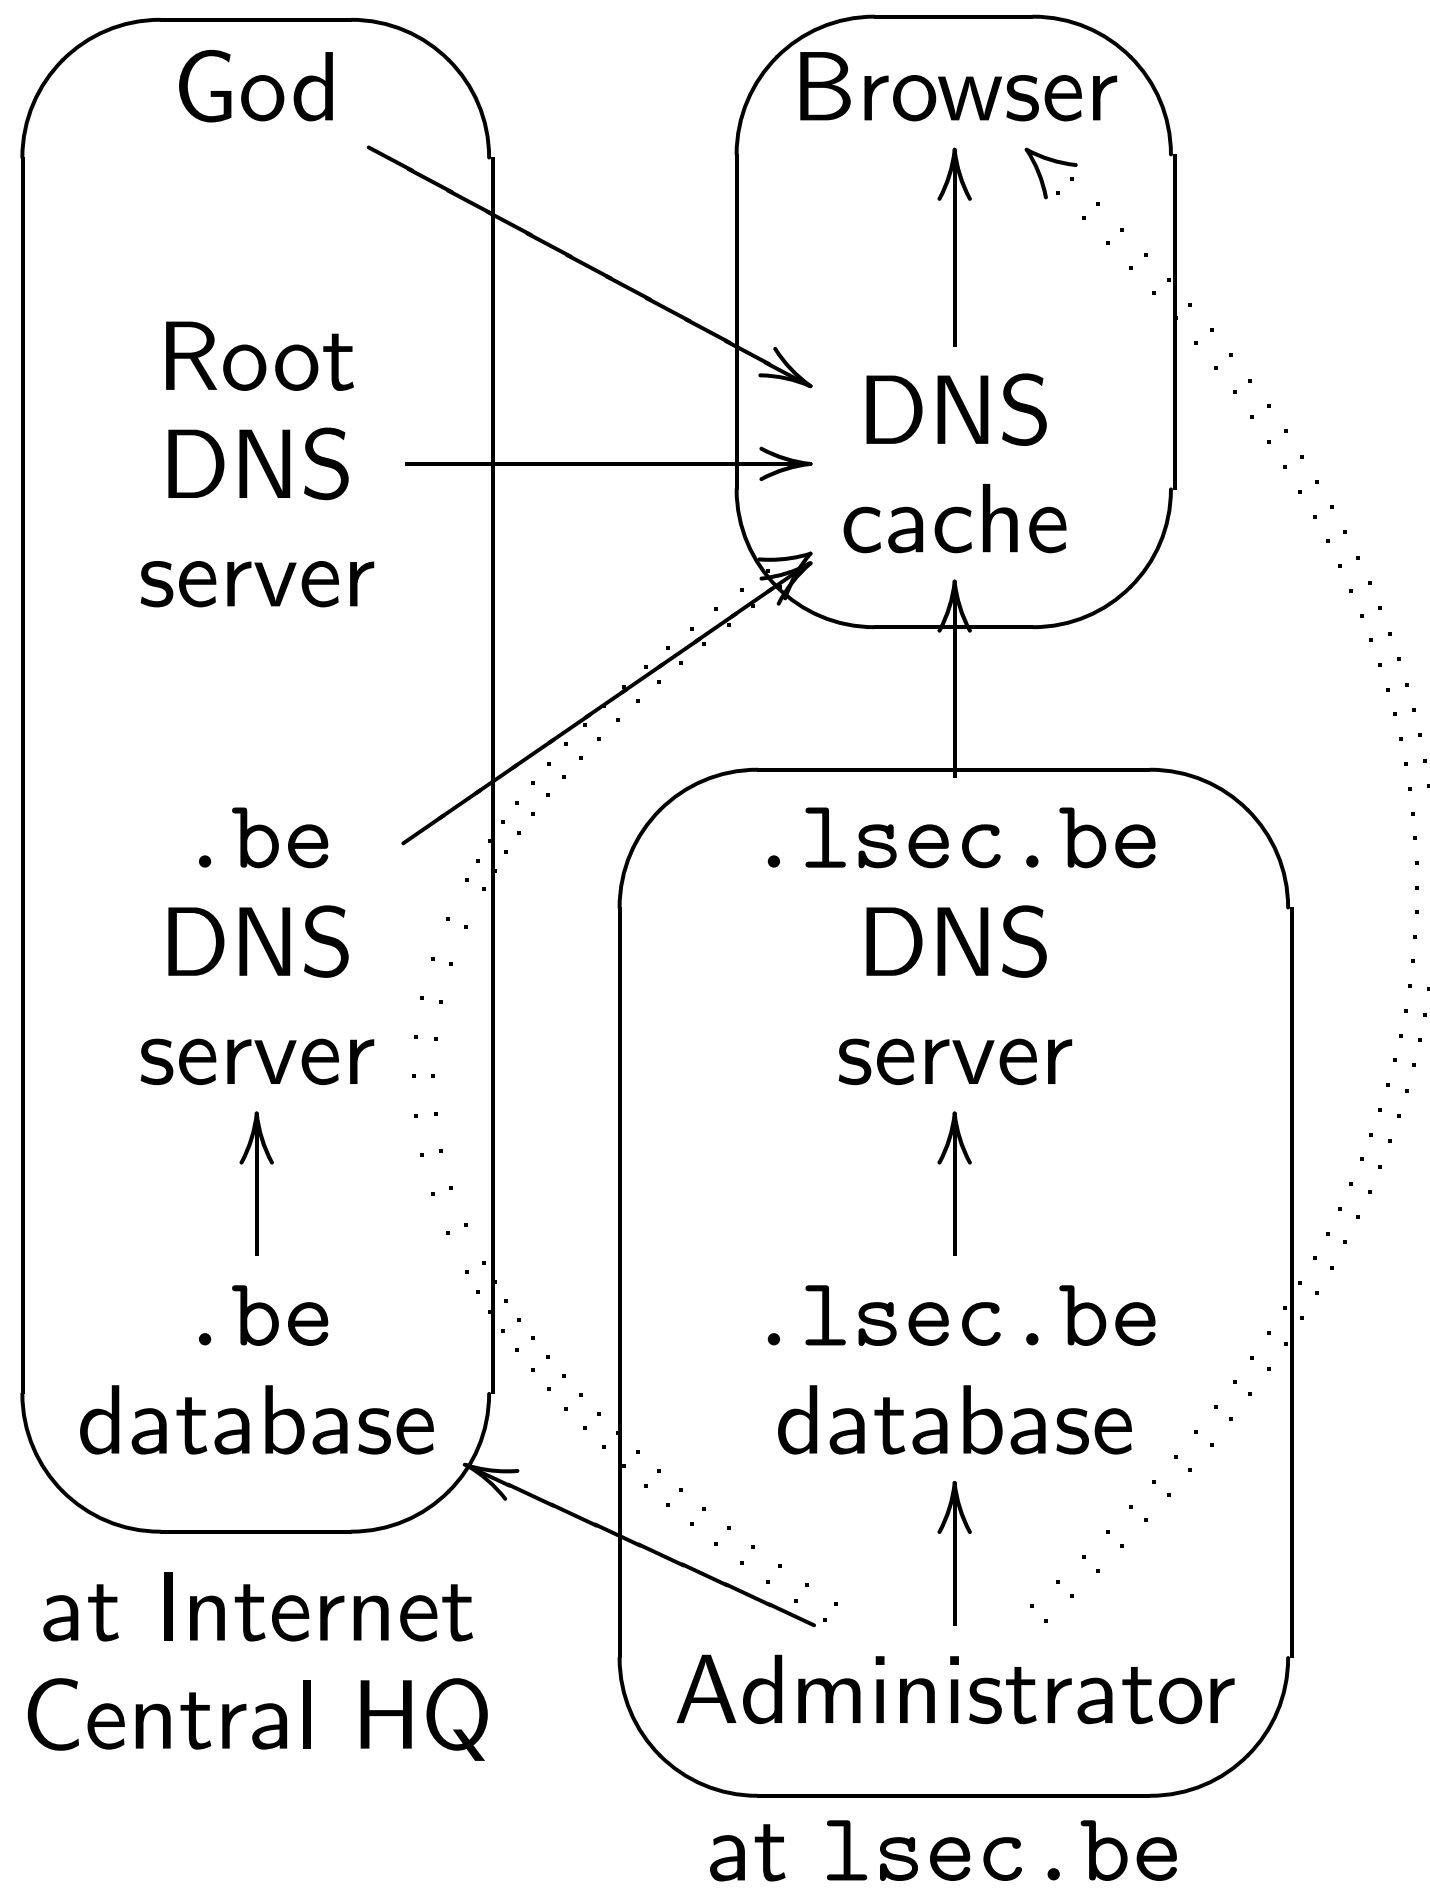 God
Root
DNS
server
.be
DNS
server
.be
database
at Internet
Central HQ
Browser
DNS
cache
.lsec.be
DNS
server
.lsec.be
database
Administrator
at lsec.be